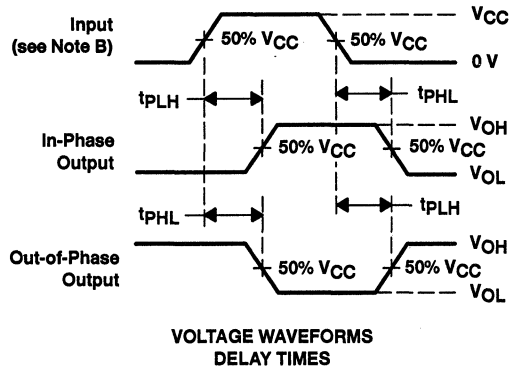 Input
(see Note B)
50% VCC
50% VCC
VCC
0 V
tPLH
tPHL
In-Phase
Output
50% VCC
50% VCC
VOH
VOL
tPHL
tPLH
Out-of-Phase
Output
50% VCC
50% VCC
VOH
VOL
VOLTAGE WAVEFORMS
DELAY TIMES